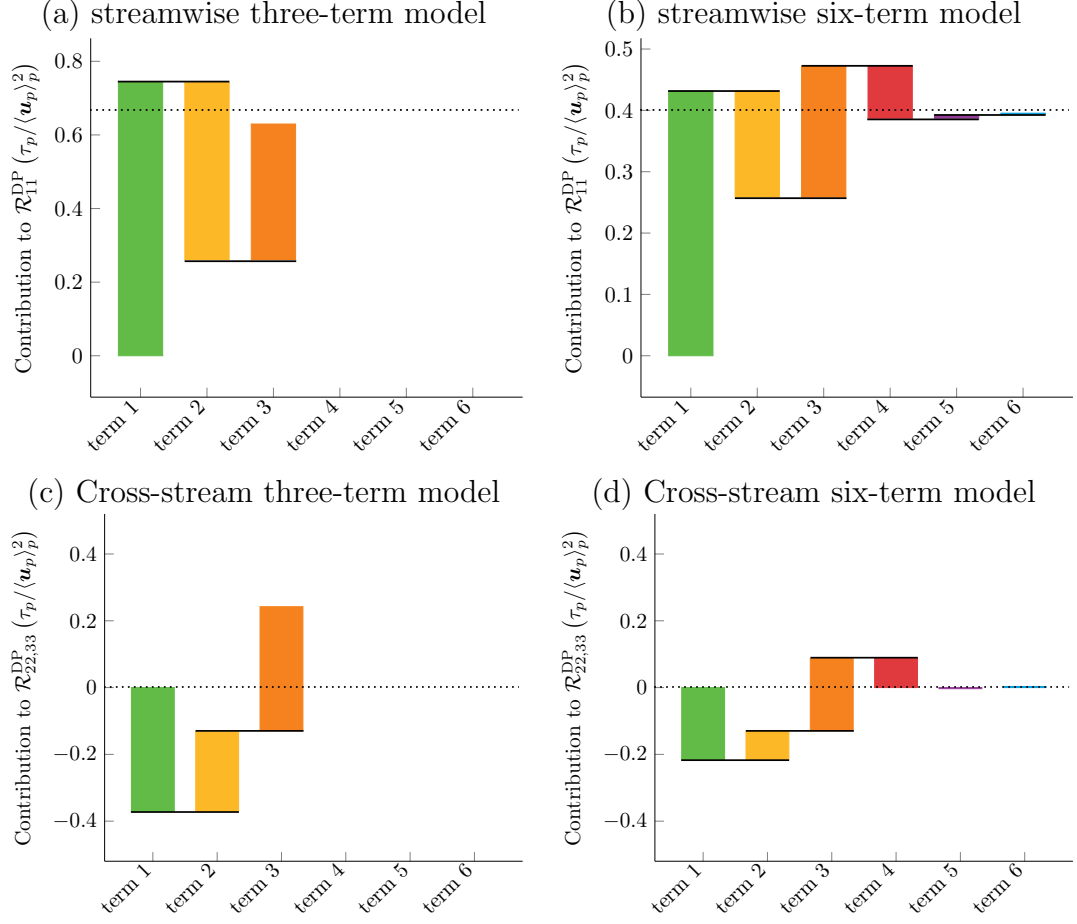 (a) streamwise three-term model
Contribution to $\mathcal{R}_{11}^{\mathrm{DP}}\,(\tau_p/\langle \boldsymbol{u}_p\rangle_p^2)$
0.8
0.6
0.4
0.2
0
term 1
term 2
term 3
term 4
term 5
term 6
(b) streamwise six-term model
Contribution to $\mathcal{R}_{11}^{\mathrm{DP}}\,(\tau_p/\langle \boldsymbol{u}_p\rangle_p^2)$
0.5
0.4
0.3
0.2
0.1
0
term 1
term 2
term 3
term 4
term 5
term 6
(c) Cross-stream three-term model
Contribution to $\mathcal{R}_{22,33}^{\mathrm{DP}}\,(\tau_p/\langle \boldsymbol{u}_p\rangle_p^2)$
0.4
0.2
0
−0.2
−0.4
term 1
term 2
term 3
term 4
term 5
term 6
(d) Cross-stream six-term model
Contribution to $\mathcal{R}_{22,33}^{\mathrm{DP}}\,(\tau_p/\langle \boldsymbol{u}_p\rangle_p^2)$
0.4
0.2
0
−0.2
−0.4
term 1
term 2
term 3
term 4
term 5
term 6